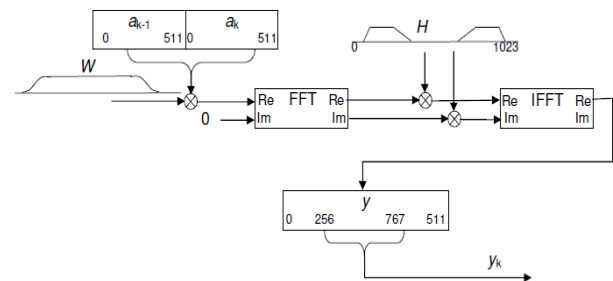 a_{k-1} a_k
0 511 0 511
H
0 1023
W
Re FFT Re
Im Im
0
Re IFFT Re
Im Im
y
0 256 767 511
y_k